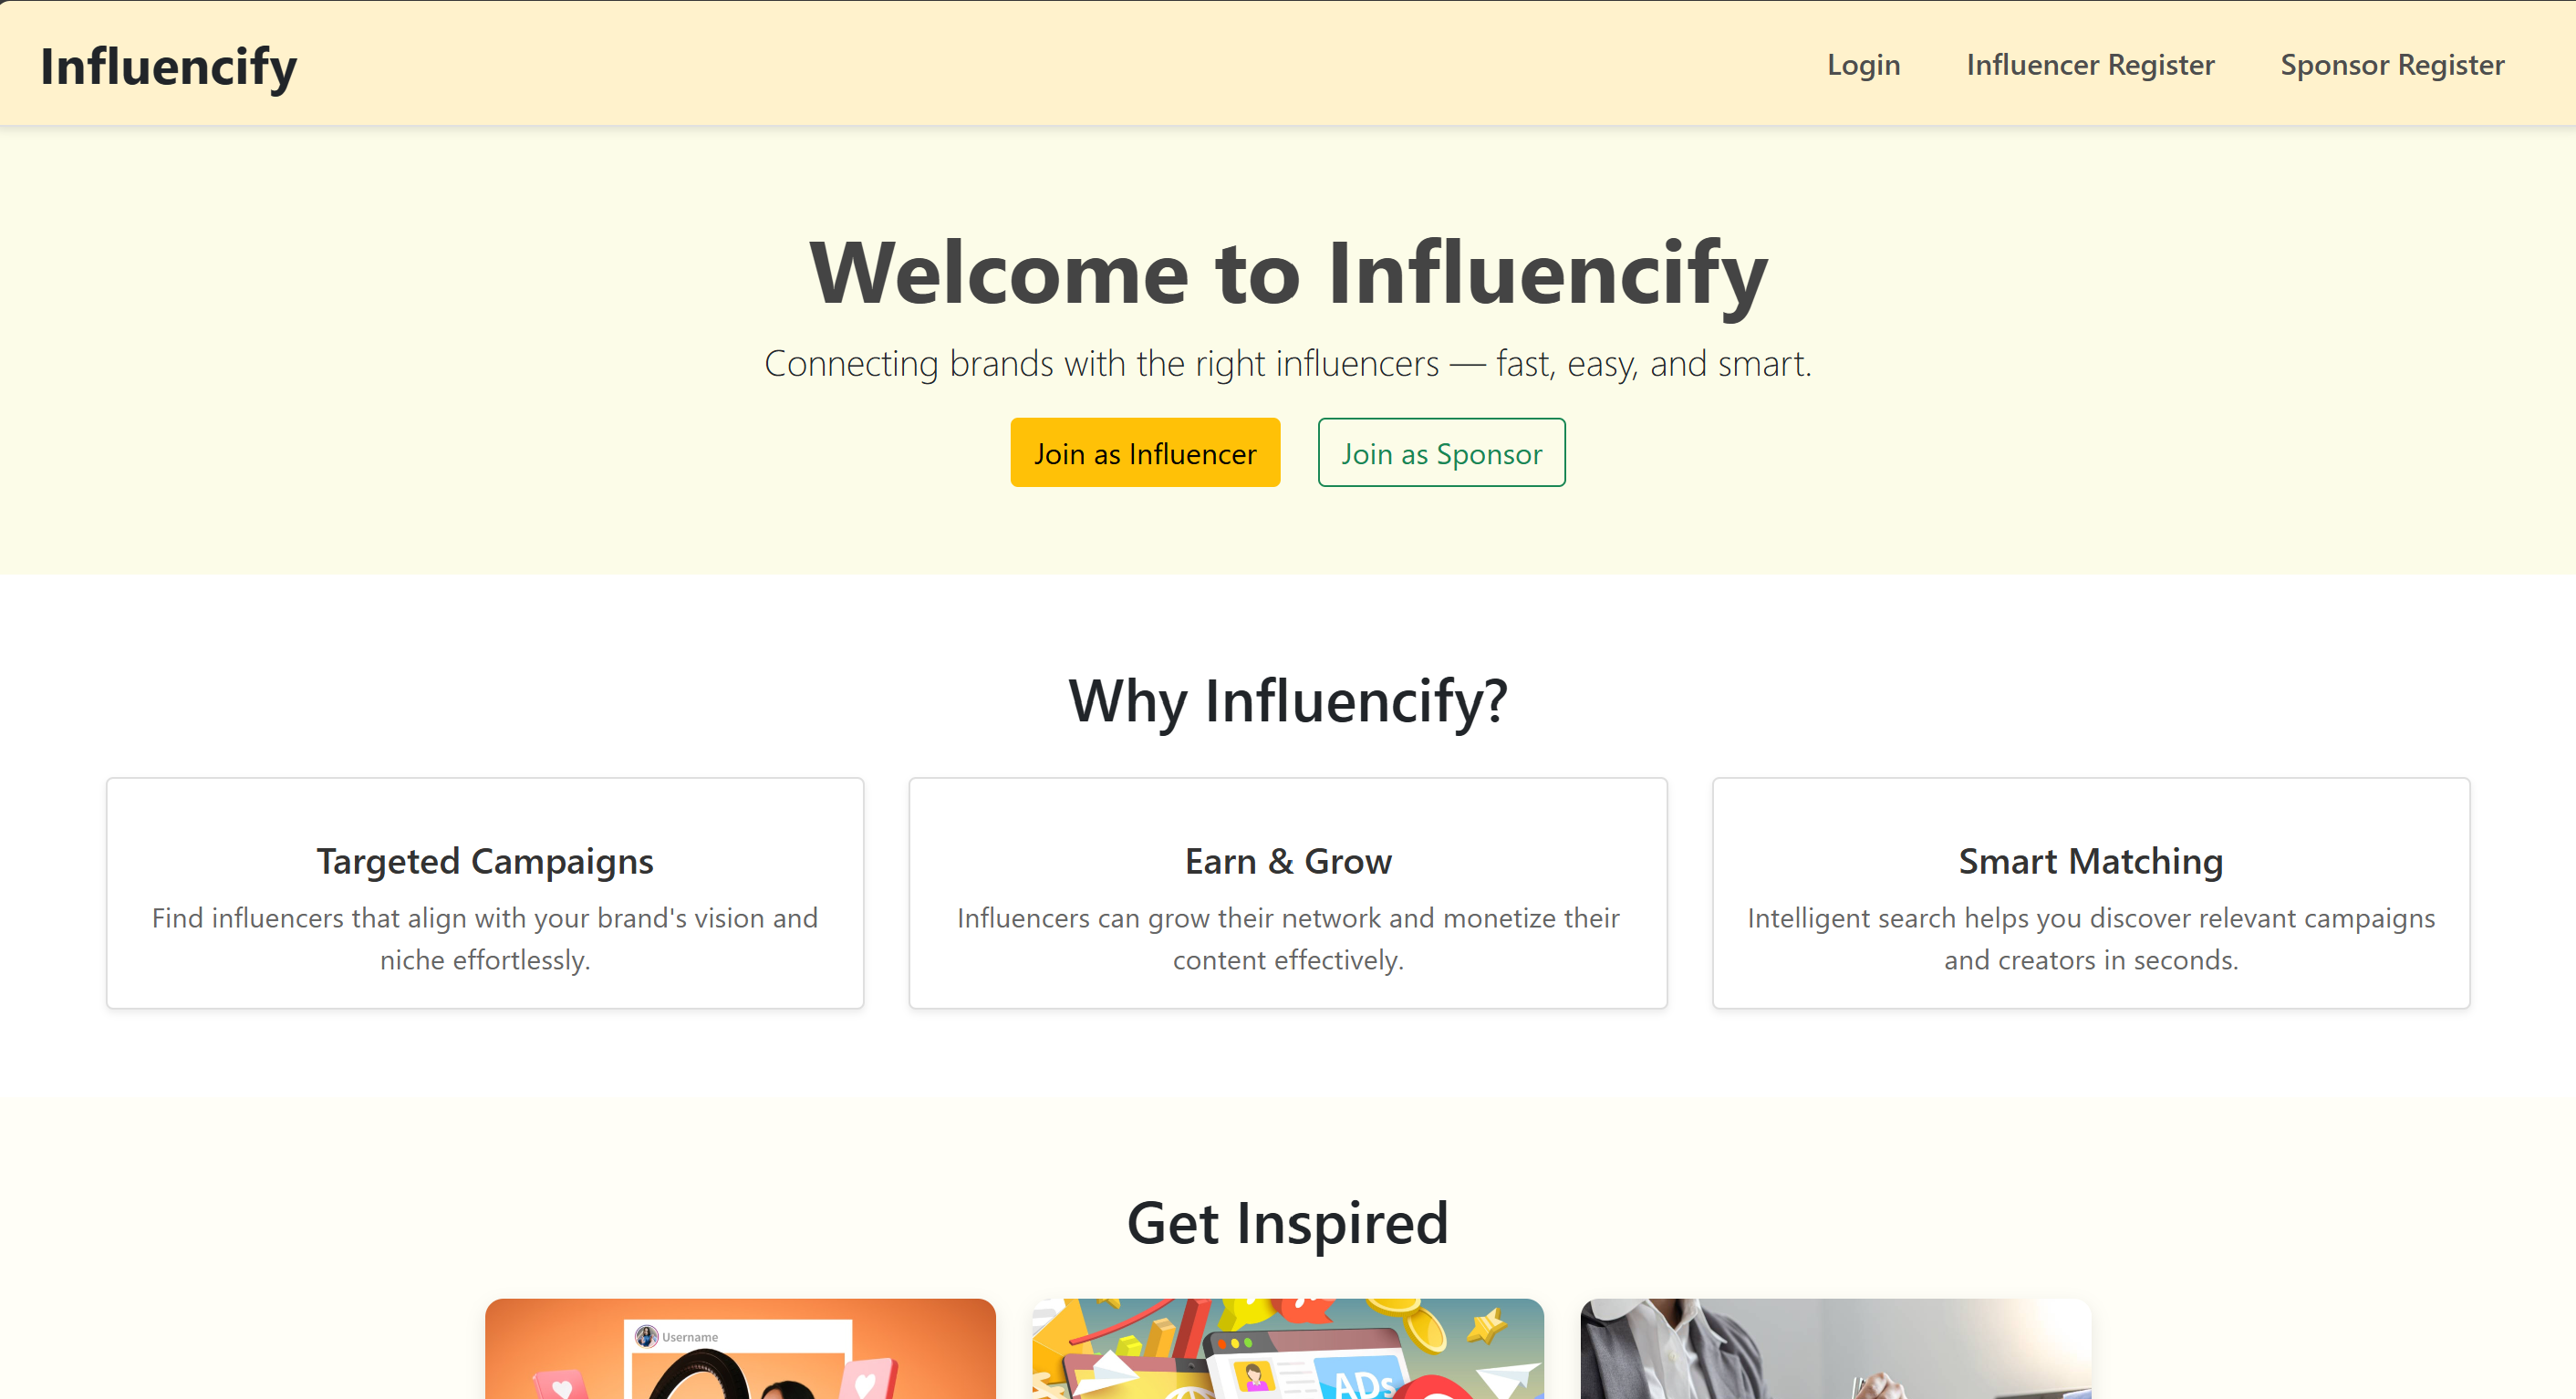 Influencify
Login
Influencer Register
Sponsor Register
Welcome to Influencify
Connecting brands with the right influencers — fast, easy, and smart.
Join as Influencer
Join as Sponsor
Why Influencify?
Targeted Campaigns
Find influencers that align with your brand's vision and
niche effortlessly.
Earn & Grow
Influencers can grow their network and monetize their
content effectively.
Smart Matching
Intelligent search helps you discover relevant campaigns
and creators in seconds.
Get Inspired
Username
ADs